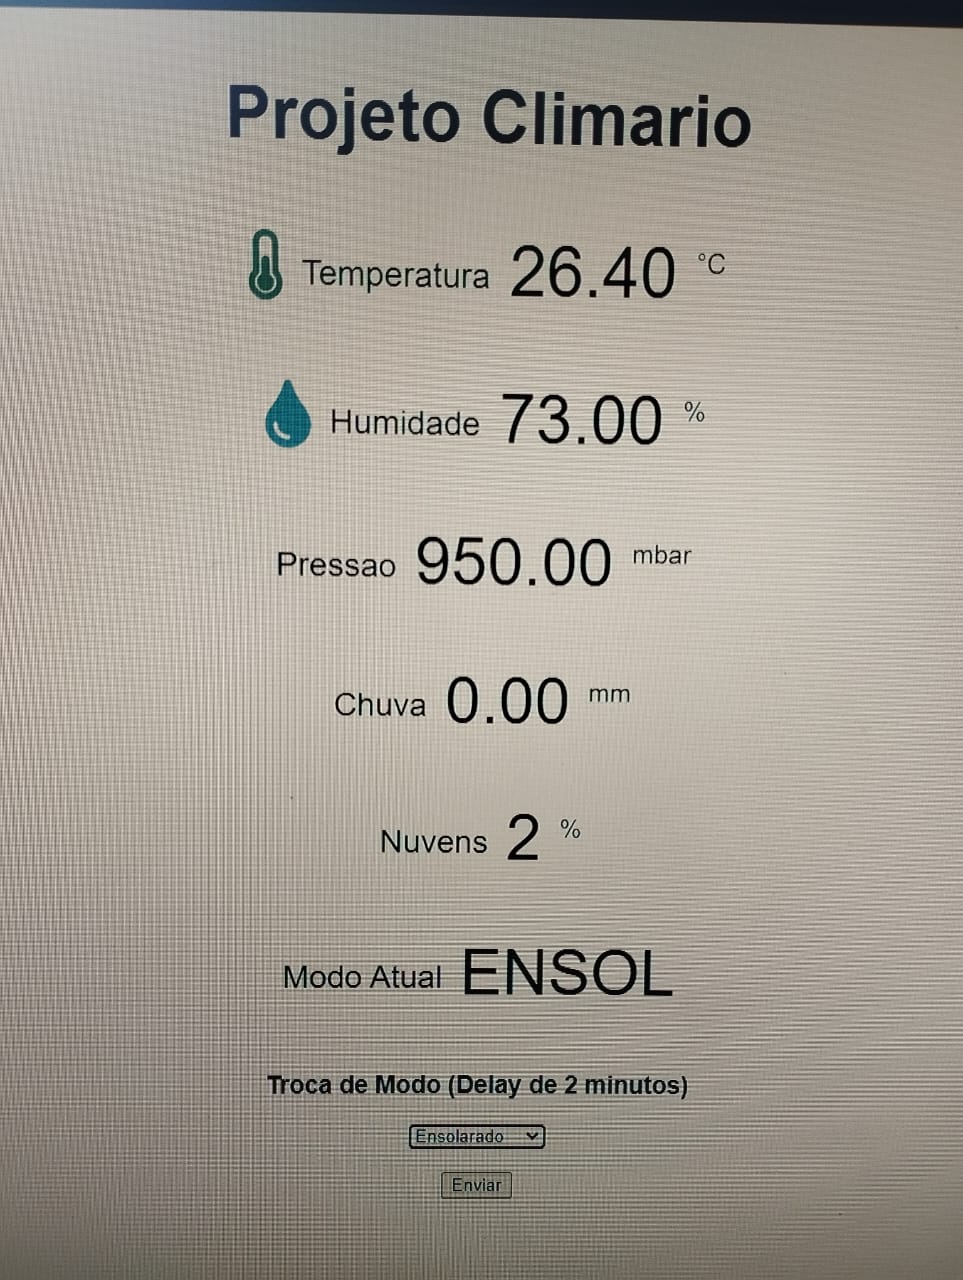 Projeto Climario
Temperatura 26.40 °C
Humidade 73.00 %
Pressao 950.00 mbar
Chuva 0.00 mm
Nuvens 2 %
Modo Atual ENSOL
Troca de Modo (Delay de 2 minutos)
Ensolarado
Enviar